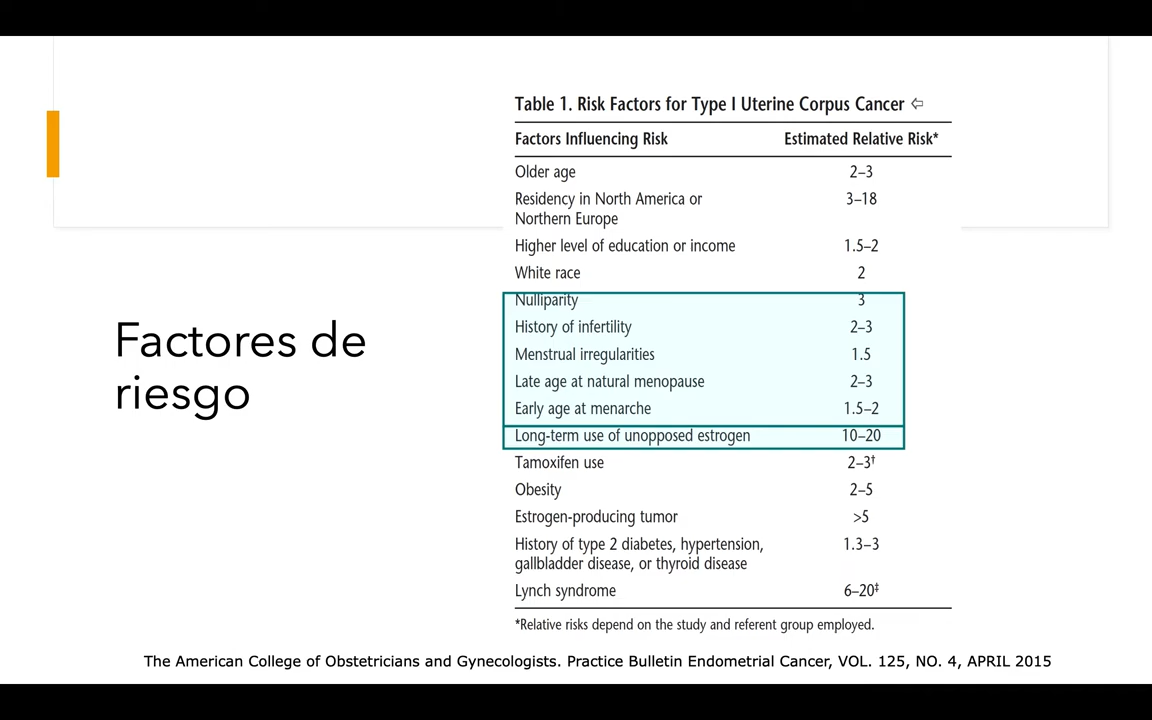 Factores de
riesgo
Table 1. Risk Factors for Type I Uterine Corpus Cancer ⇦
Factors Influencing Risk Estimated Relative Risk*
Older age 2–3
Residency in North America or 3–18
Northern Europe
Higher level of education or income 1.5–2
White race 2
Nulliparity 3
History of infertility 2–3
Menstrual irregularities 1.5
Late age at natural menopause 2–3
Early age at menarche 1.5–2
Long-term use of unopposed estrogen 10–20
Tamoxifen use 2–3†
Obesity 2–5
Estrogen-producing tumor >5
History of type 2 diabetes, hypertension, 1.3–3
gallbladder disease, or thyroid disease
Lynch syndrome 6–20‡
*Relative risks depend on the study and referent group employed.
The American College of Obstetricians and Gynecologists. Practice Bulletin Endometrial Cancer, VOL. 125, NO. 4, APRIL 2015